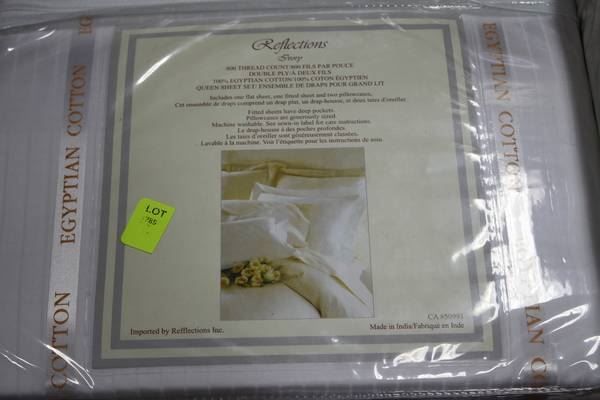 Reflections
Ivory
800 THREAD COUNT/800 FILS PAR POUCE
DOUBLE PLY/À DEUX FILS
100% EGYPTIAN COTTON/100% COTON ÉGYPTIEN
QUEEN SHEET SET/ ENSEMBLE DE DRAPS POUR GRAND LIT
Includes one flat sheet, one fitted sheet and two pillowcases.
Cet ensemble de draps comprend un drap plat, un drap-housse, et deux taies d'oreiller
Fitted sheets have deep pockets
Pillowcases are generously sized.
Machine washable. See sewn-in label for care instructions.
Le drap-housse à des poches profondes.
Les taies d'oreiller sont généreusement classées.
Lavable à la machine. Voir l'étiquette pour les instructions de soin.
LOT
785
CA #50991
Imported by Refflections Inc.
Made in India/Fabriqué en Inde
EGYPTIAN COTTON
COTTON
EGYPTIAN COTTON
EGYPTIAN CO